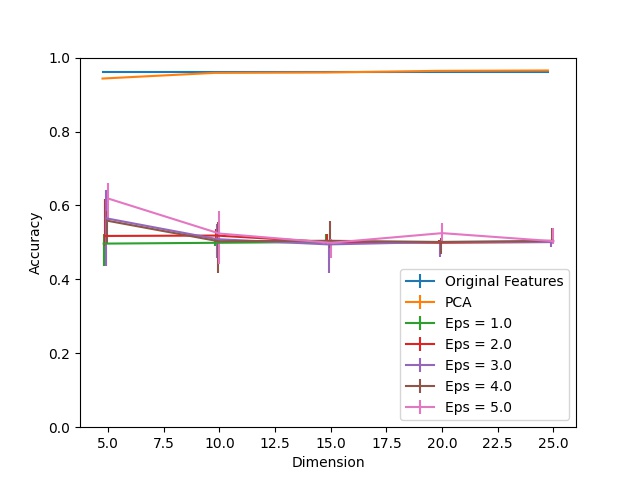 1.0
0.8
0.6
0.4
0.2
0.0
Accuracy
5.0 7.5 10.0 12.5 15.0 17.5 20.0 22.5 25.0
Dimension
Original Features
PCA
Eps = 1.0
Eps = 2.0
Eps = 3.0
Eps = 4.0
Eps = 5.0